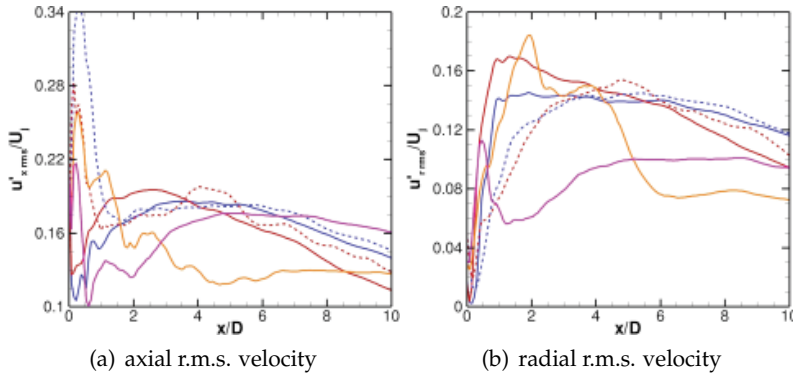 u'x rms/Uj
0.34
0.28
0.22
0.16
0.1
0 2 4 6 8 10
x/D
(a) axial r.m.s. velocity
u'r rms/Uj
0.2
0.16
0.12
0.08
0.04
0
0 2 4 6 8 10
x/D
(b) radial r.m.s. velocity